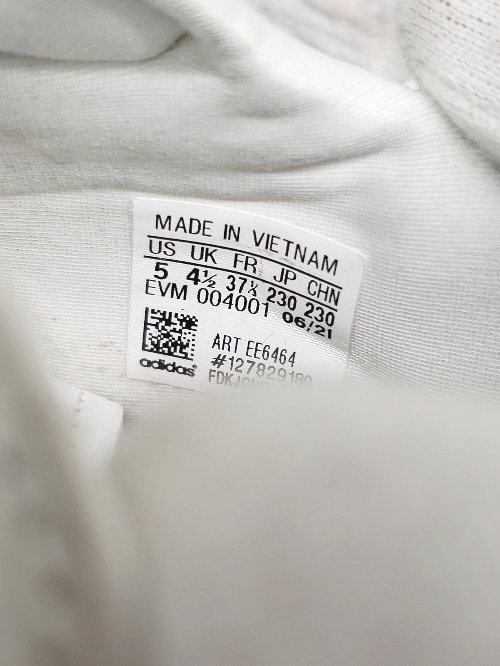 MADE IN VIETNAM
US UK FR JP CHN
5 4½ 37⅓ 230 230
EVM 004001 06/21
ART EE6464
#127829180
adidas